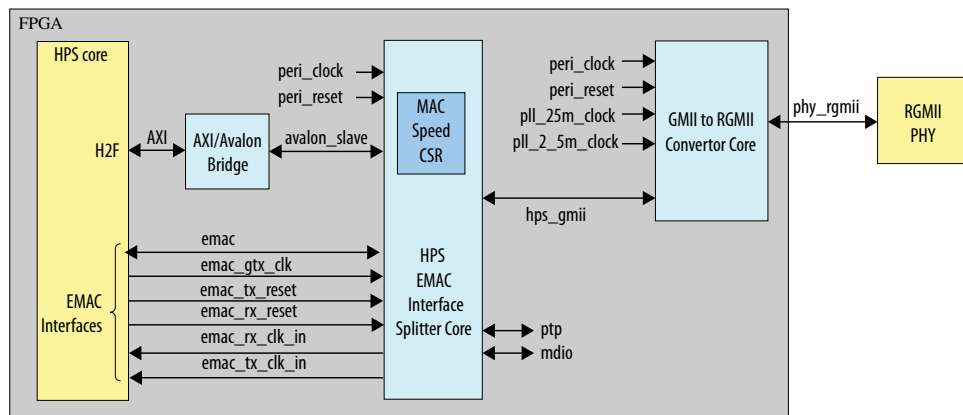 FPGA
HPS core
H2F
AXI
AXI/Avalon
Bridge
avalon_slave
peri_clock
peri_reset
MAC
Speed
CSR
HPS
EMAC
Interface
Splitter Core
peri_clock
peri_reset
pll_25m_clock
pll_2_5m_clock
GMII to RGMII
Convertor Core
phy_rgmii
RGMII
PHY
hps_gmii
EMAC
Interfaces
emac
emac_gtx_clk
emac_tx_reset
emac_rx_reset
emac_rx_clk_in
emac_tx_clk_in
ptp
mdio